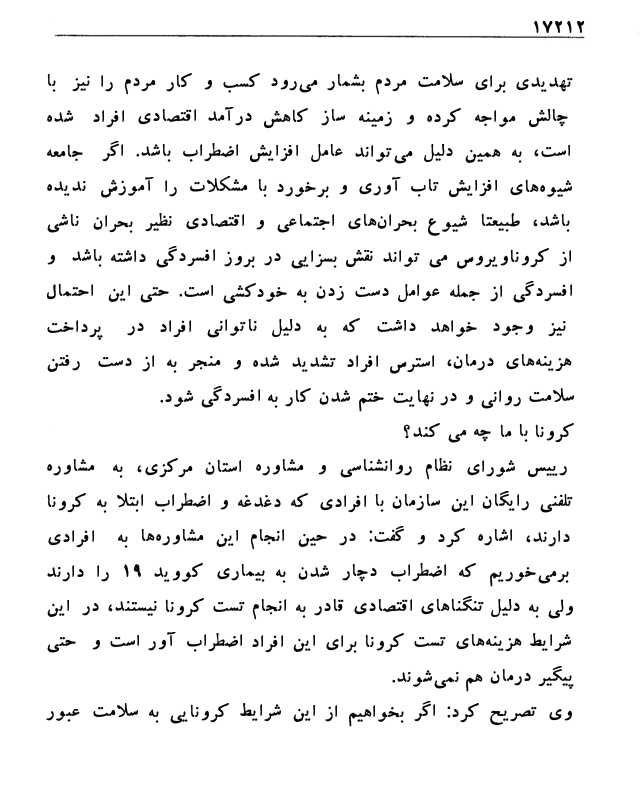 ۱۷۲۱۲
تهدیدی برای سلامت مردم بشمار می‌رود کسب و کار مردم را نیز با
چالش مواجه کرده و زمینه ساز کاهش درآمد اقتصادی افراد شده
است، به همین دلیل می‌تواند عامل افزایش اضطراب باشد. اگر جامعه
شیوه‌های افزایش تاب آوری و برخورد با مشکلات را آموزش ندیده
باشد، طبیعتا شیوع بحران‌های اجتماعی و اقتصادی نظیر بحران ناشی
از کروناویروس می تواند نقش بسزایی در بروز افسردگی داشته باشد و
افسردگی از جمله عوامل دست زدن به خودکشی است. حتی این احتمال
نیز وجود خواهد داشت که به دلیل ناتوانی افراد در پرداخت
هزینه‌های درمان، استرس افراد تشدید شده و منجر به از دست رفتن
سلامت روانی و در نهایت ختم شدن کار به افسردگی شود.
کرونا با ما چه می کند؟
رییس شورای نظام روانشناسی و مشاوره استان مرکزی، به مشاوره
تلفنی رایگان این سازمان با افرادی که دغدغه و اضطراب ابتلا به کرونا
دارند، اشاره کرد و گفت: در حین انجام این مشاوره‌ها به افرادی
برمی‌خوریم که اضطراب دچار شدن به بیماری کووید ۱۹ را دارند
ولی به دلیل تنگناهای اقتصادی قادر به انجام تست کرونا نیستند، در این
شرایط هزینه‌های تست کرونا برای این افراد اضطراب آور است و حتی
پیگیر درمان هم نمی‌شوند.
وی تصریح کرد: اگر بخواهیم از این شرایط کرونایی به سلامت عبور